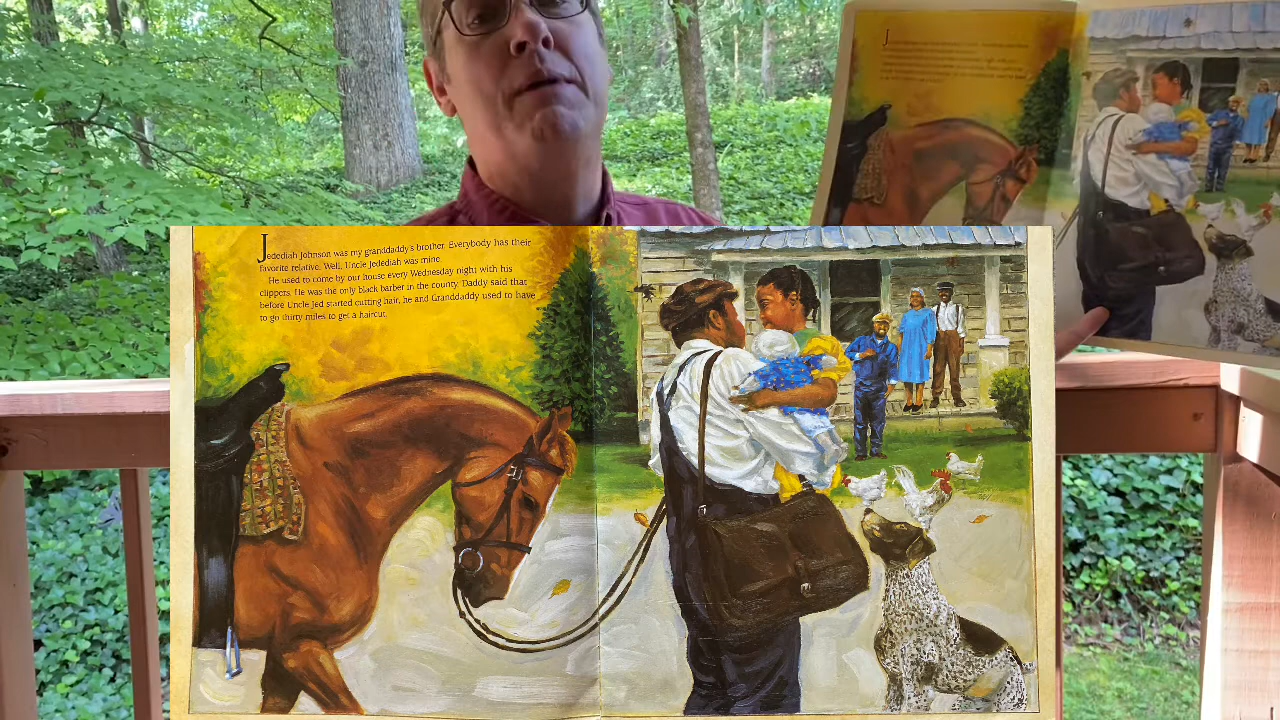 Jedediah Johnson was my granddaddy's brother. Everybody has their
favorite relative. Well, Uncle Jedediah was mine.
He used to come by our house every Wednesday night with his
clippers. He was the only black barber in the county. Daddy said that
before Uncle Jed started cutting hair, he and Granddaddy used to have
to go thirty miles to get a haircut.